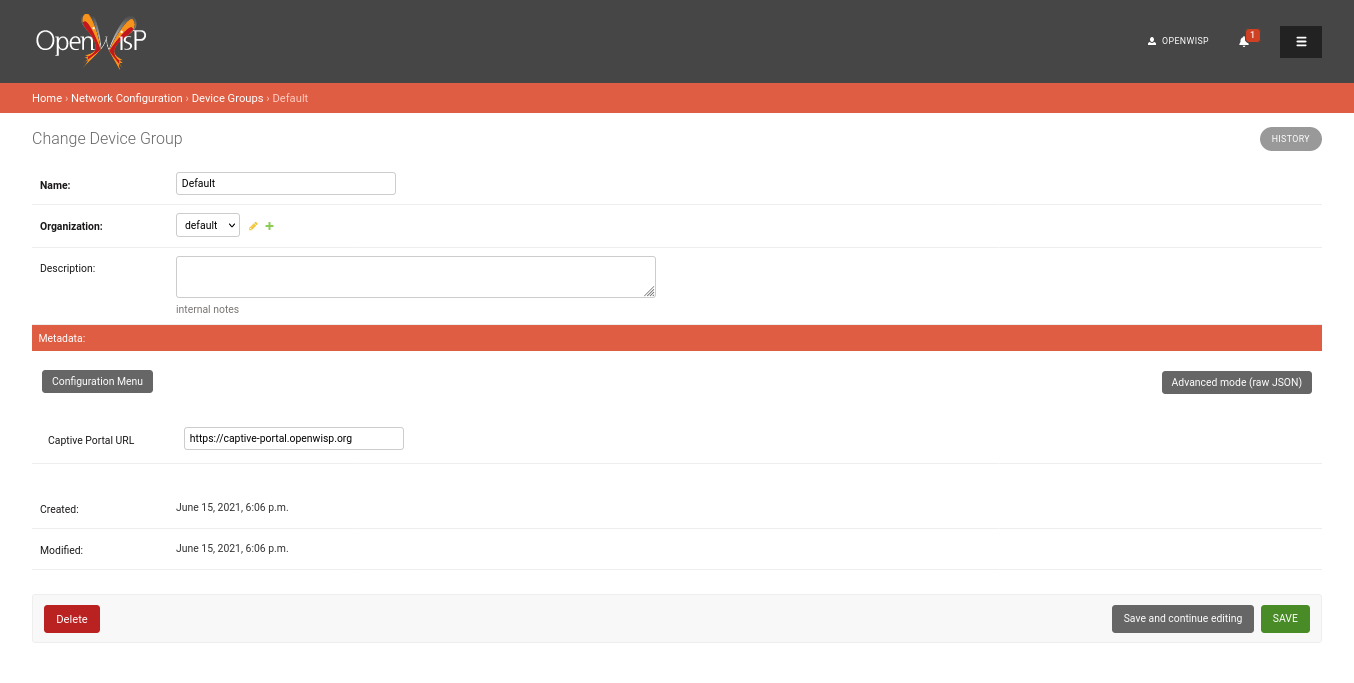 OpenWISP
OPENWISP
1
Home › Network Configuration › Device Groups › Default
Change Device Group
HISTORY
Name:
Default
Organization:
default
Description:
internal notes
Metadata:
Configuration Menu
Advanced mode (raw JSON)
Captive Portal URL
https://captive-portal.openwisp.org
Created:
June 15, 2021, 6:06 p.m.
Modified:
June 15, 2021, 6:06 p.m.
Delete
Save and continue editing
SAVE